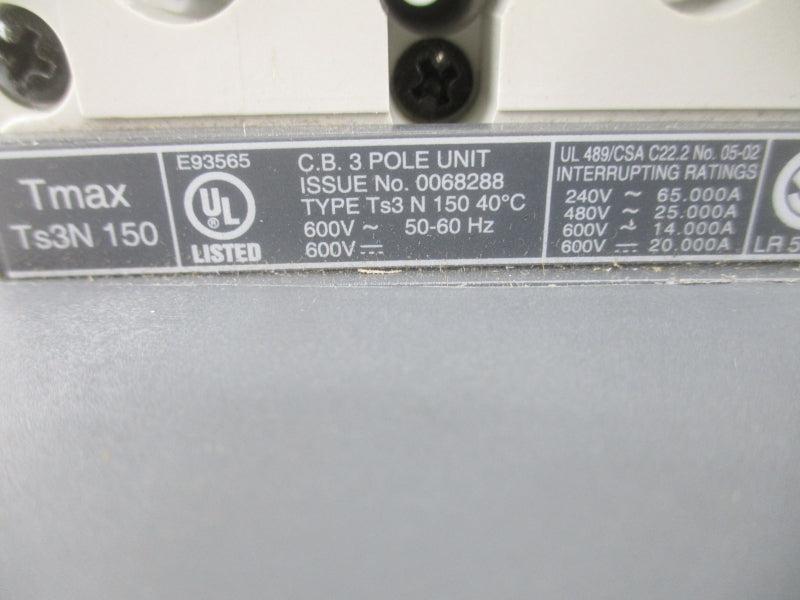 Tmax
Ts3N 150
E93565
UL
®
LISTED
C.B. 3 POLE UNIT
ISSUE No. 0068288
TYPE Ts3 N 150 40°C
600V ~ 50-60 Hz
600V ⎓
UL 489/CSA C22.2 No. 05-02
INTERRUPTING RATINGS
240V ~ 65.000A
480V ~ 25.000A
600V ~ 14.000A
600V ⎓ 20.000A
LR 5